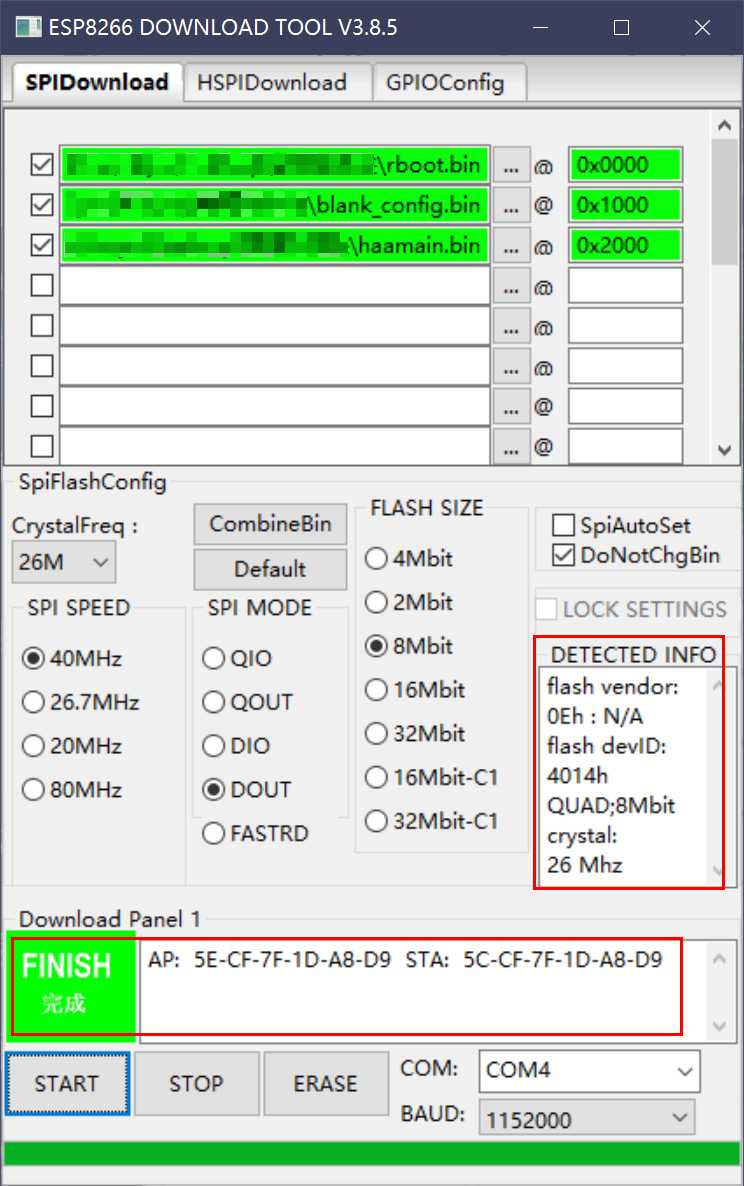 ESP8266 DOWNLOAD TOOL V3.8.5
SPIDownload HSPIDownload GPIOConfig
\rboot.bin ... @ 0x0000
\blank_config.bin ... @ 0x1000
\haamain.bin ... @ 0x2000
... @
... @
... @
... @
... @
SpiFlashConfig
CrystalFreq :
26M
CombineBin
Default
SPI SPEED
40MHz
26.7MHz
20MHz
80MHz
SPI MODE
QIO
QOUT
DIO
DOUT
FASTRD
FLASH SIZE
4Mbit
2Mbit
8Mbit
16Mbit
32Mbit
16Mbit-C1
32Mbit-C1
SpiAutoSet
DoNotChgBin
LOCK SETTINGS
DETECTED INFO
flash vendor:
0Eh : N/A
flash devID:
4014h
QUAD;8Mbit
crystal:
26 Mhz
Download Panel 1
FINISH
完成
AP: 5E-CF-7F-1D-A8-D9 STA: 5C-CF-7F-1D-A8-D9
START STOP ERASE
COM: COM4
BAUD: 1152000